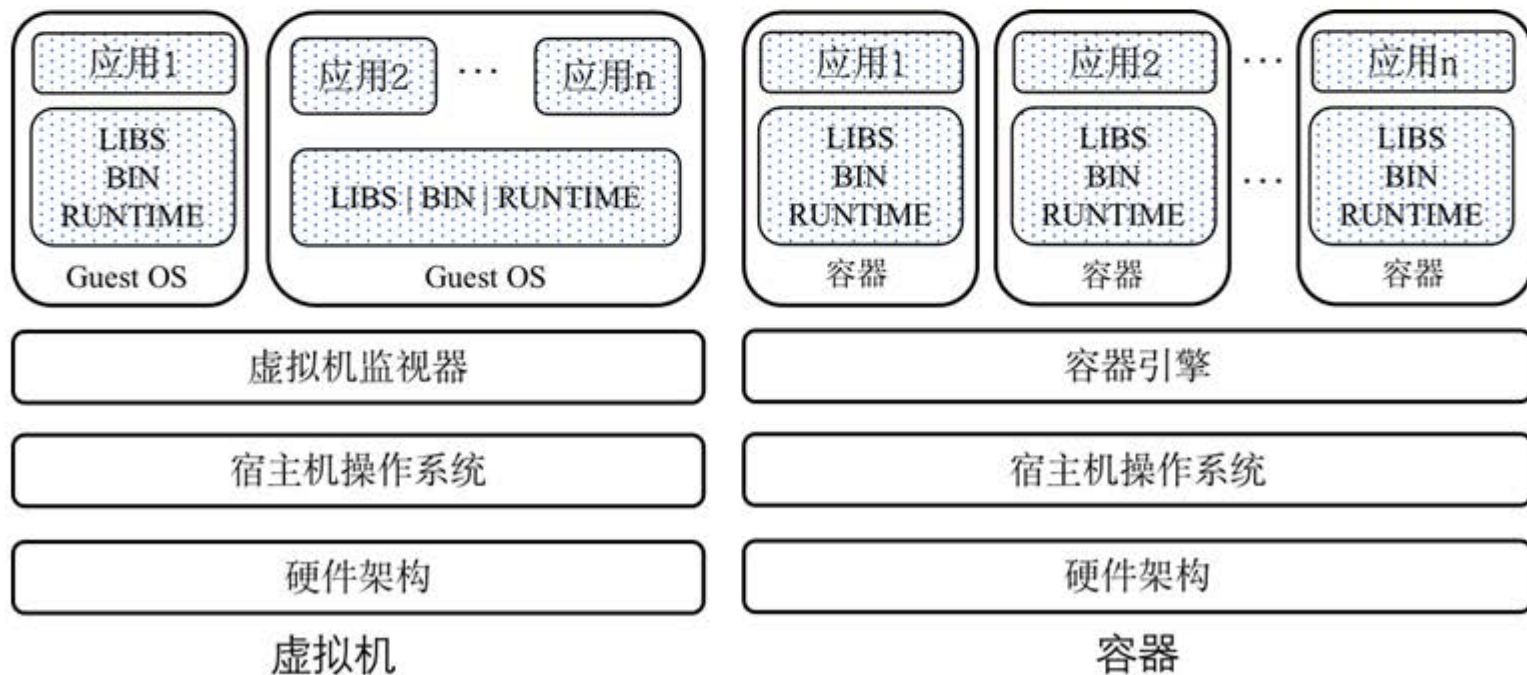 应用1
LIBS
BIN
RUNTIME
Guest OS
应用2 ··· 应用n
LIBS | BIN | RUNTIME
Guest OS
虚拟机监视器
宿主机操作系统
硬件架构
虚拟机
应用1
LIBS
BIN
RUNTIME
容器
应用2
LIBS
BIN
RUNTIME
容器
···
···
应用n
LIBS
BIN
RUNTIME
容器
容器引擎
宿主机操作系统
硬件架构
容器